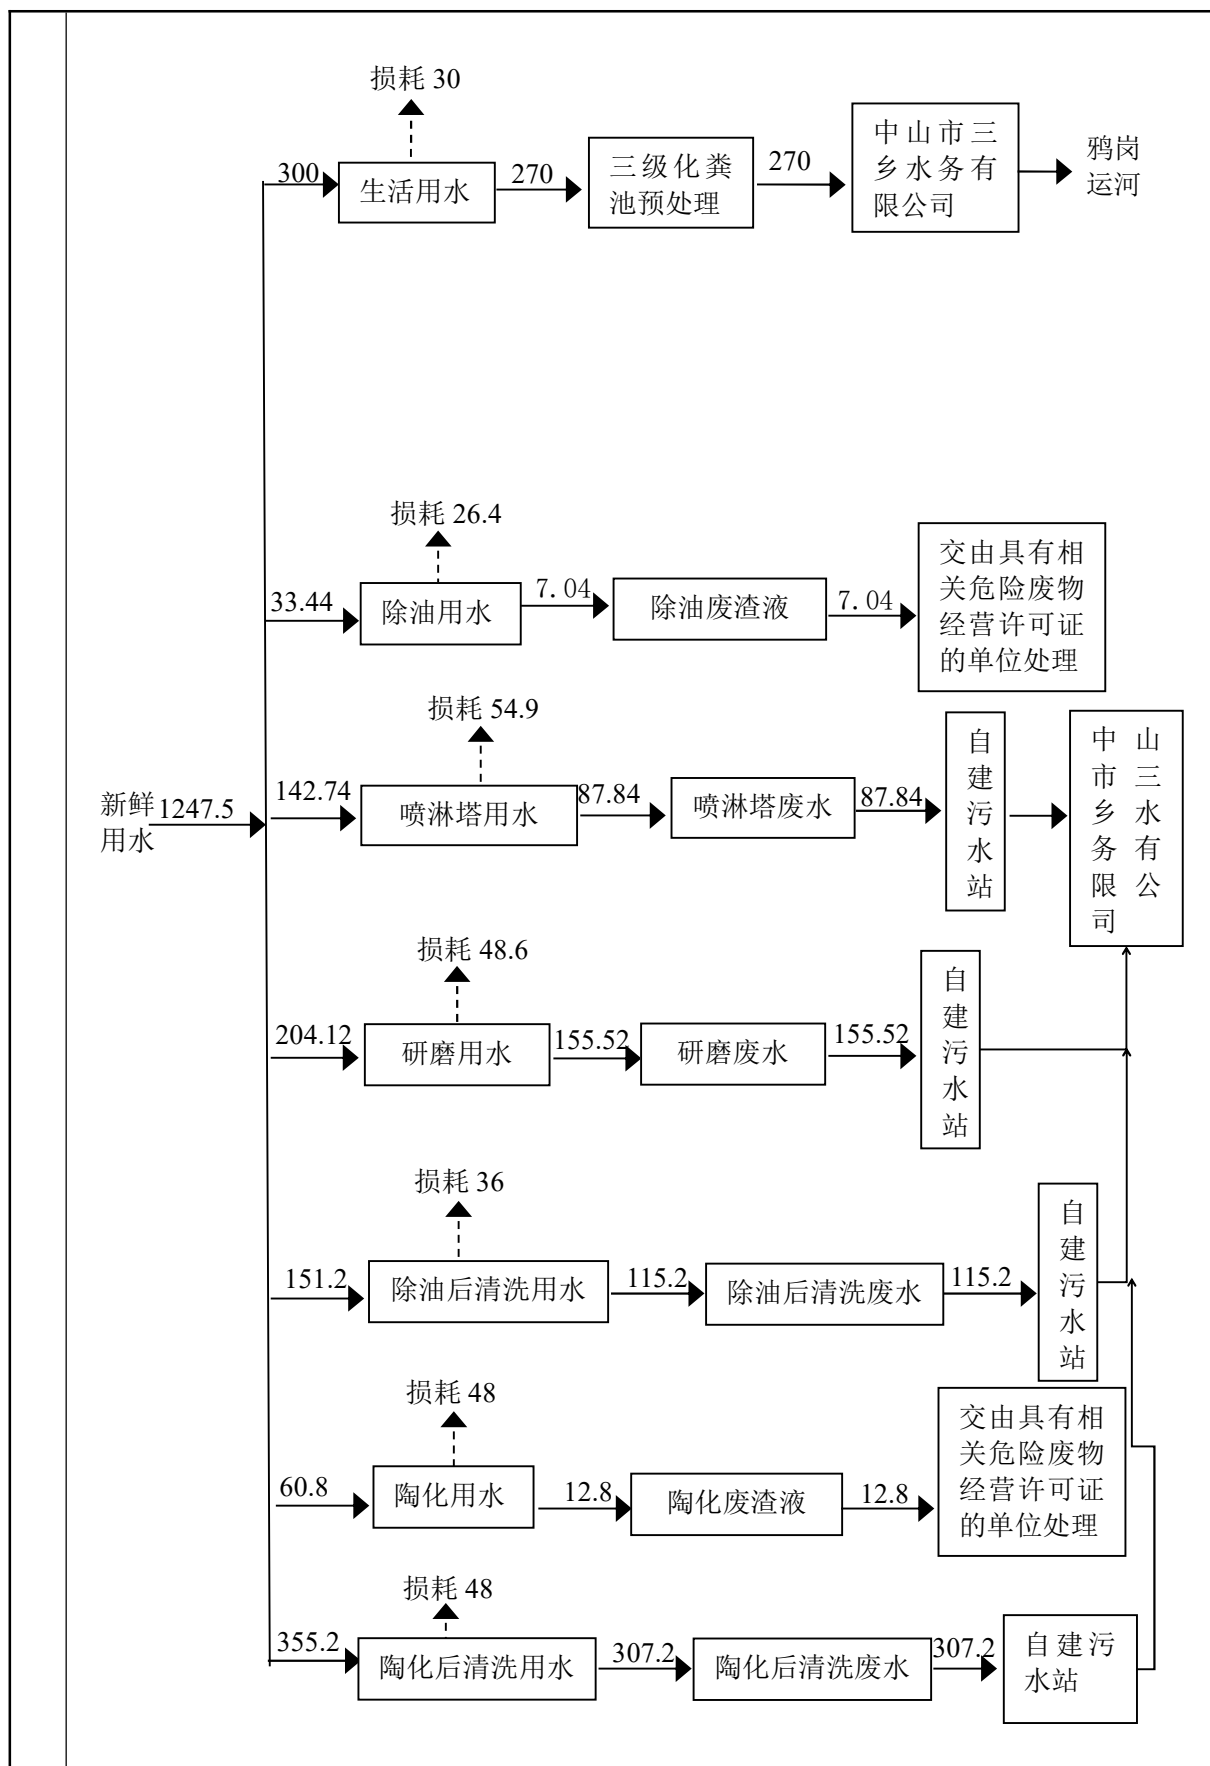 损耗 30
300
生活用水
270
三级化粪
池预处理
270
中山市三
乡水务有
限公司
鸦岗
运河
损耗 26.4
33.44
除油用水
7.04
除油废渣液
7.04
交由具有相
关危险废物
经营许可证
的单位处理
损耗 54.9
新鲜
用水
1247.5
142.74
喷淋塔用水
87.84
喷淋塔废水
87.84
自
建
污
水
站
中山
市三
乡水
务有
限公
司
损耗 48.6
204.12
研磨用水
155.52
研磨废水
155.52
自
建
污
水
站
损耗 36
151.2
除油后清洗用水
115.2
除油后清洗废水
115.2
自
建
污
水
站
损耗 48
60.8
陶化用水
12.8
陶化废渣液
12.8
交由具有相
关危险废物
经营许可证
的单位处理
损耗 48
355.2
陶化后清洗用水
307.2
陶化后清洗废水
307.2
自建污
水站